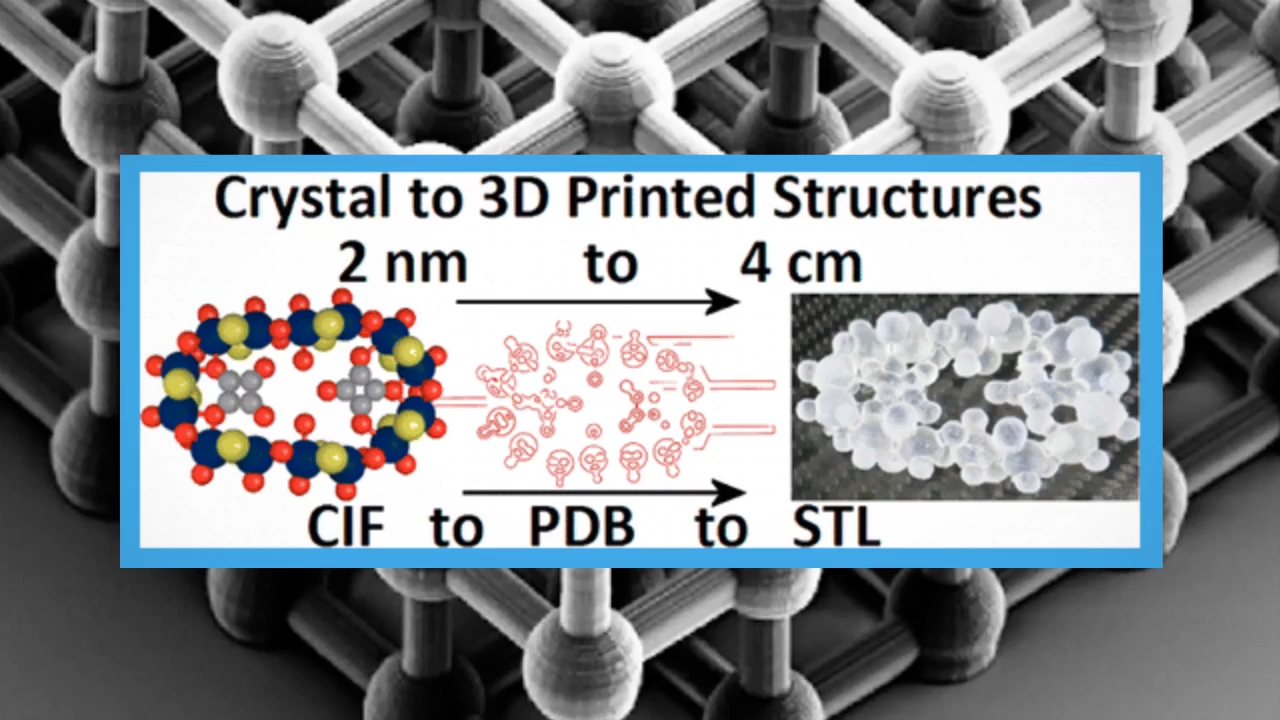 Crystal to 3D Printed Structures
2 nm to 4 cm
CIF to PDB to STL